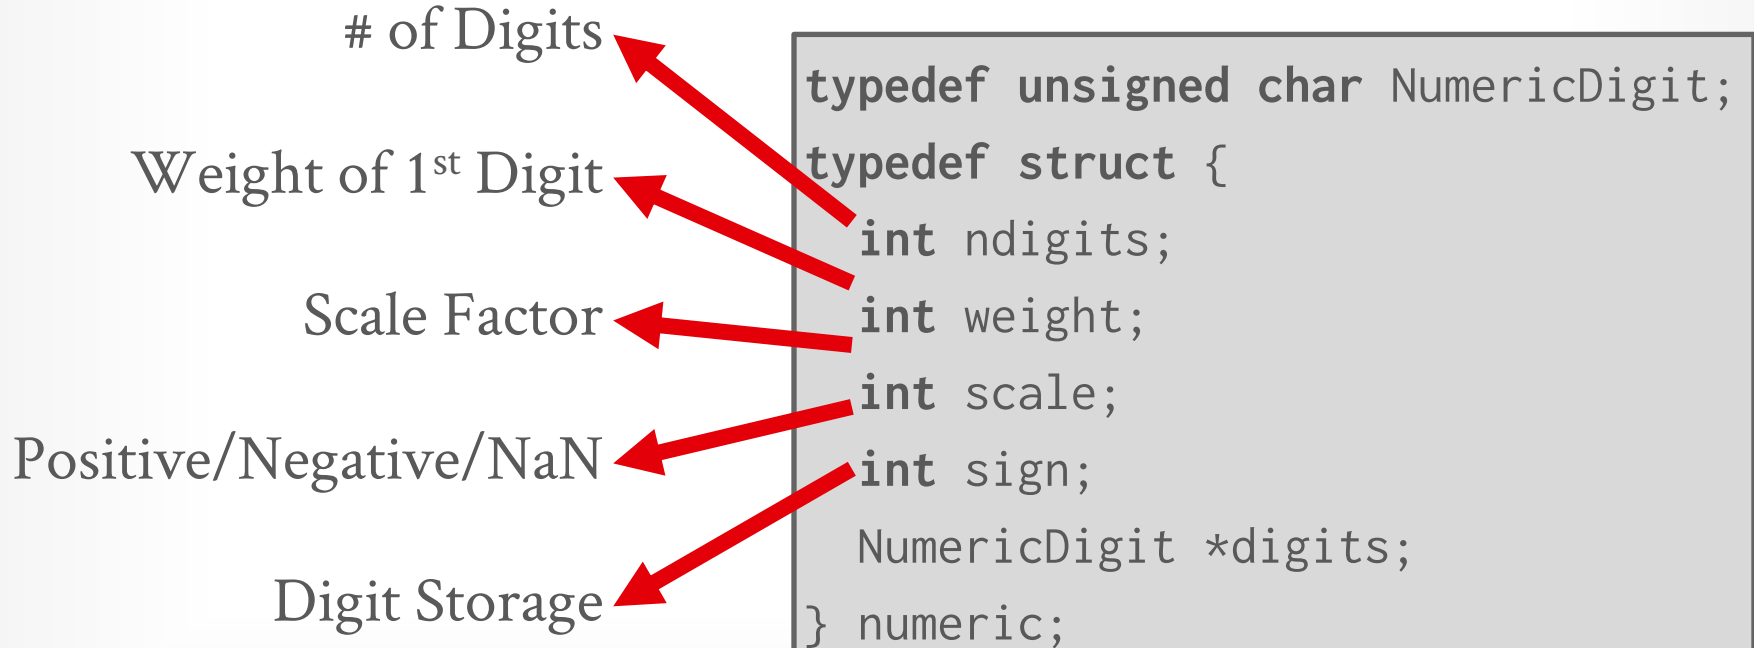 # of Digits
Weight of 1st Digit
Scale Factor
Positive/Negative/NaN
Digit Storage
typedef unsigned char NumericDigit;
typedef struct {
int ndigits;
int weight;
int scale;
int sign;
NumericDigit *digits;
} numeric;